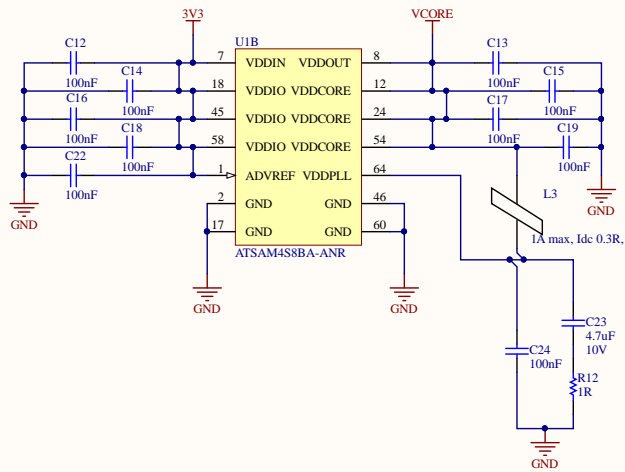 3V3
VCORE
U1B
C12
100nF
C14
100nF
C16
100nF
C18
100nF
C22
100nF
GND
7 VDDIN VDDOUT 8
18 VDDIO VDDCORE 12
45 VDDIO VDDCORE 24
58 VDDIO VDDCORE 54
1 ADVREF VDDPLL 64
2 GND GND 46
17 GND GND 60
ATSAM4S8BA-ANR
GND
GND
C13
100nF
C15
100nF
C17
100nF
C19
100nF
GND
L3
1A max, Idc 0.3R,
C23
4.7uF
10V
C24
100nF
R12
1R
GND